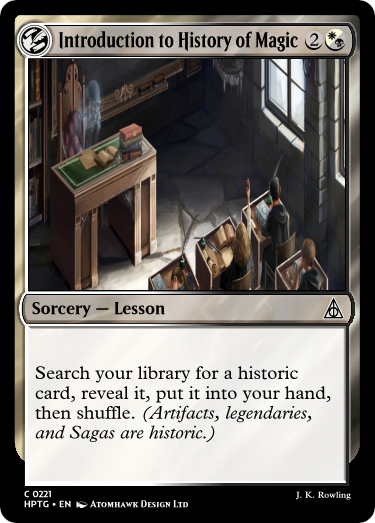 Introduction to History of Magic 2
Sorcery — Lesson
Search your library for a historic
card, reveal it, put it into your hand,
then shuffle. (Artifacts, legendaries,
and Sagas are historic.)
C 0221
HPTG • EN Atomhawk Design Ltd
J. K. Rowling